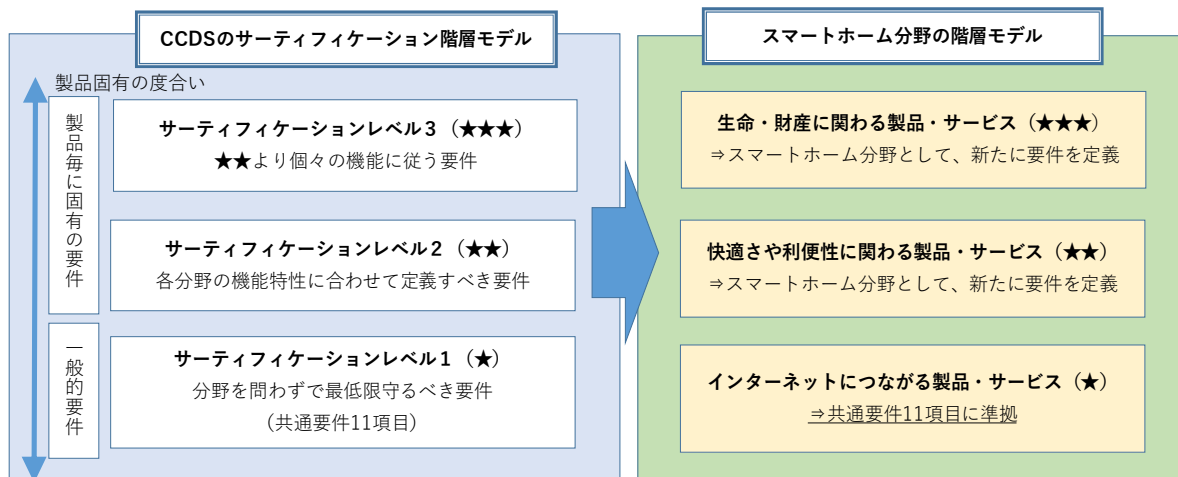 CCDSのサーティフィケーション階層モデル
製品固有の度合い
製品毎に固有の要件
サーティフィケーションレベル3（★★★）
★★より個々の機能に従う要件
サーティフィケーションレベル2（★★）
各分野の機能特性に合わせて定義すべき要件
一般的要件
サーティフィケーションレベル1（★）
分野を問わずで最低限守るべき要件
（共通要件11項目）
スマートホーム分野の階層モデル
生命・財産に関わる製品・サービス（★★★）
⇒スマートホーム分野として、新たに要件を定義
快適さや利便性に関わる製品・サービス（★★）
⇒スマートホーム分野として、新たに要件を定義
インターネットにつながる製品・サービス（★）
⇒共通要件11項目に準拠